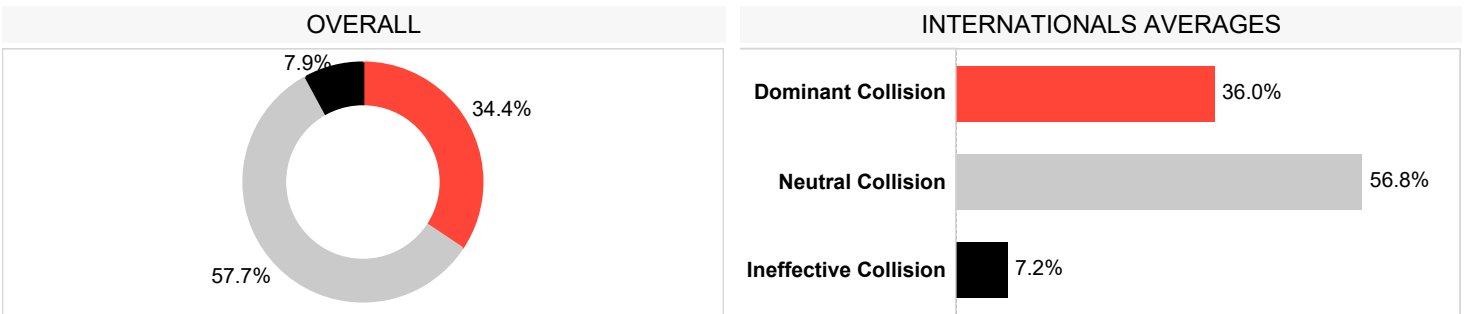 OVERALL
7.9%
34.4%
57.7%
INTERNATIONALS AVERAGES
Dominant Collision 36.0%
Neutral Collision 56.8%
Ineffective Collision 7.2%